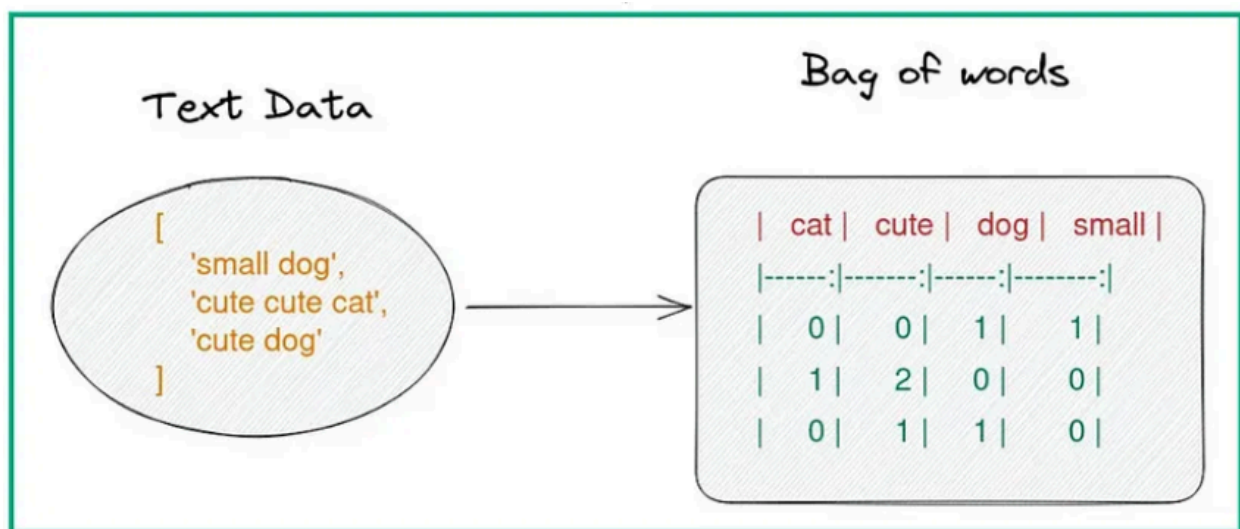 Text Data
[
'small dog',
'cute cute cat',
'cute dog'
]
Bag of words
| cat | cute | dog | small |
|------:|-------:|------:|--------:|
| 0 | 0 | 1 | 1 |
| 1 | 2 | 0 | 0 |
| 0 | 1 | 1 | 0 |